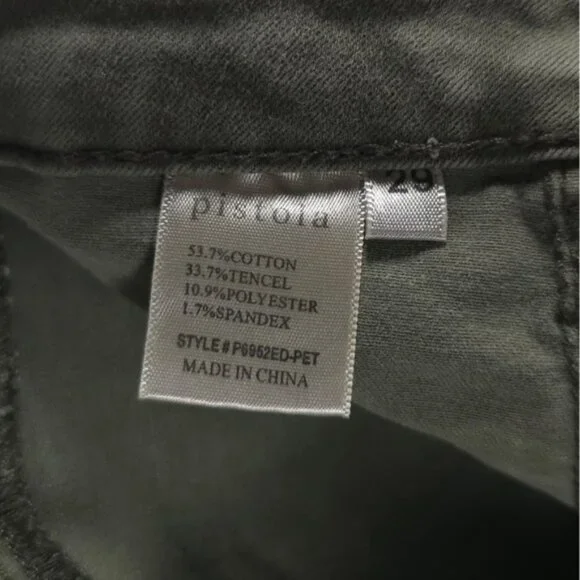 pistola
29
53.7%COTTON
33.7%TENCEL
10.9%POLYESTER
1.7%SPANDEX
STYLE # P6952ED-PET
MADE IN CHINA